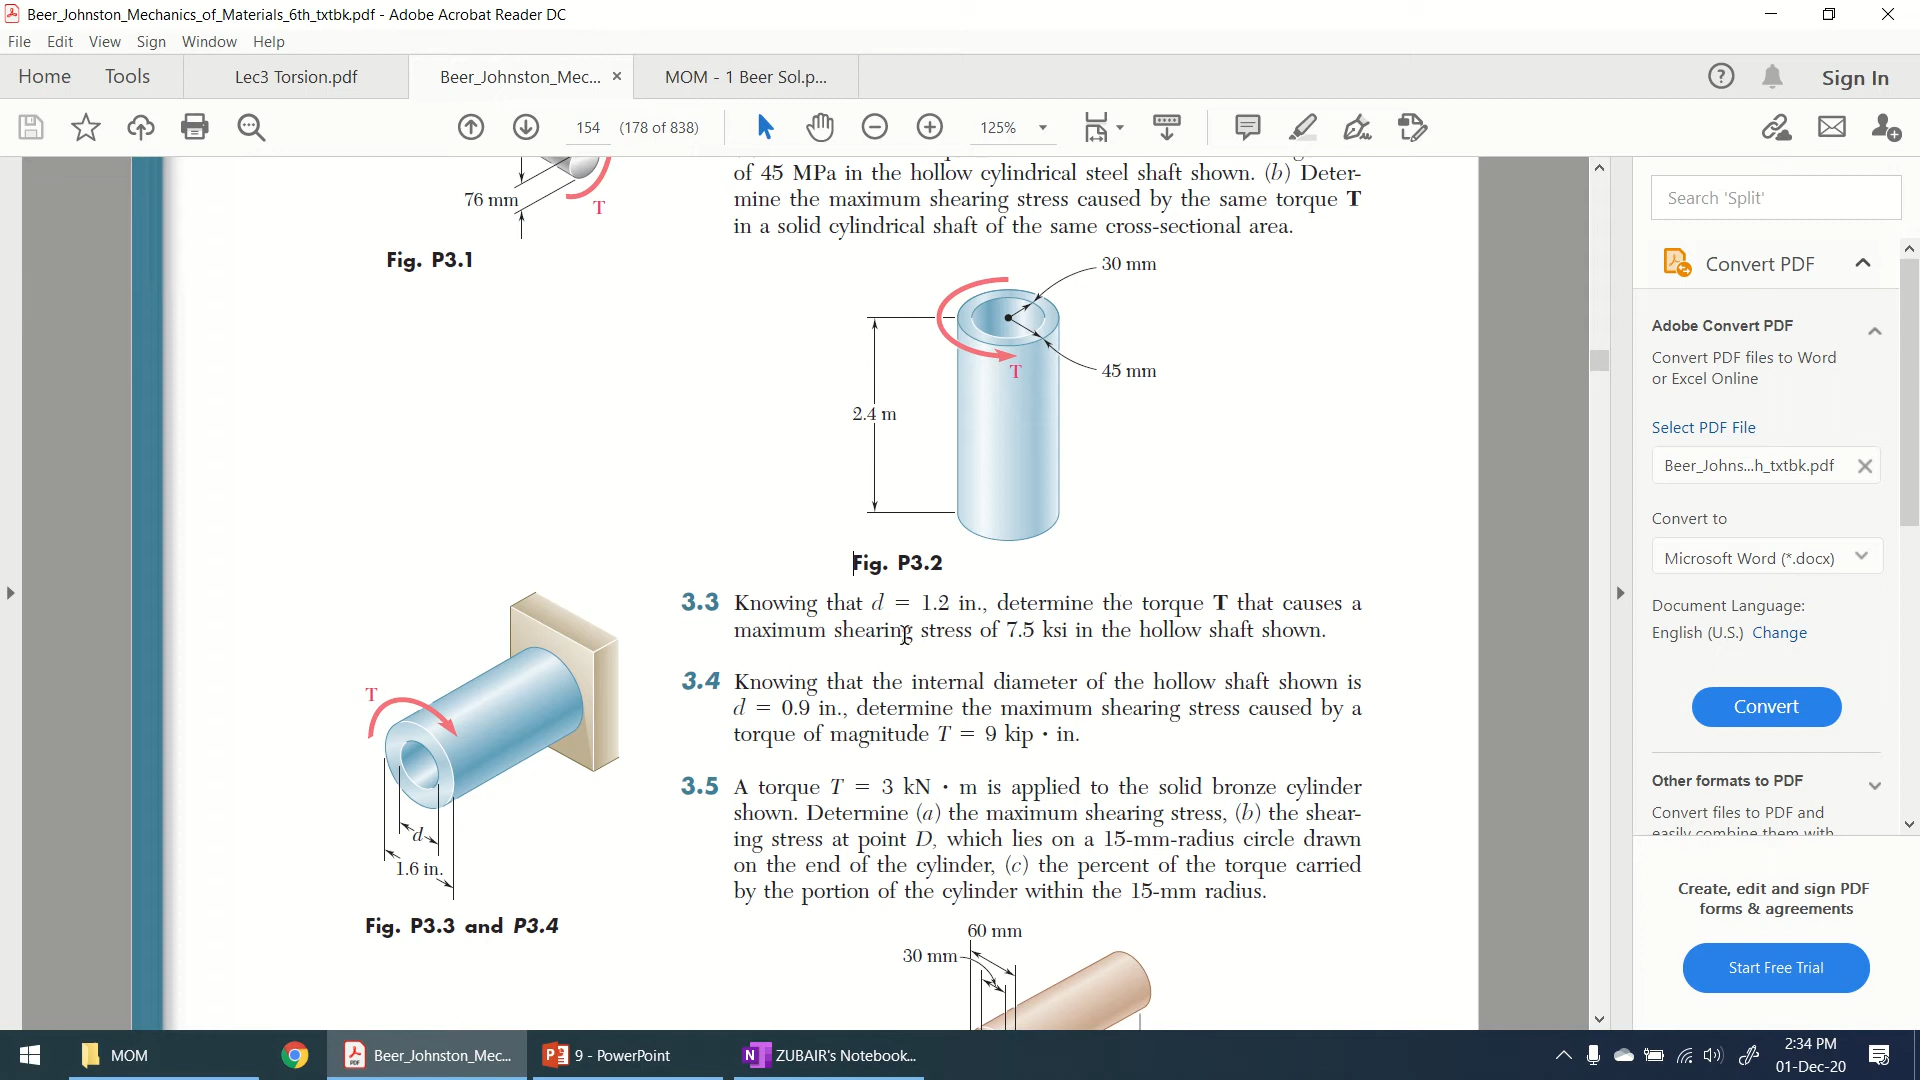 Beer_Johnston_Mechanics_of_Materials_6th_txtbk.pdf - Adobe Acrobat Reader DC
File Edit View Sign Window Help
Home Tools Lec3 Torsion.pdf Beer_Johnston_Mec... × MOM - 1 Beer Sol.p... Sign In
154 (178 of 838) 125%
of 45 MPa in the hollow cylindrical steel shaft shown. (b) Deter-
mine the maximum shearing stress caused by the same torque T
in a solid cylindrical shaft of the same cross-sectional area.
76 mm
T
Fig. P3.1
30 mm
45 mm
T
2.4 m
Fig. P3.2
3.3 Knowing that d = 1.2 in., determine the torque T that causes a
maximum shearing stress of 7.5 ksi in the hollow shaft shown.
3.4 Knowing that the internal diameter of the hollow shaft shown is
d = 0.9 in., determine the maximum shearing stress caused by a
torque of magnitude T = 9 kip · in.
T
d
1.6 in.
Fig. P3.3 and P3.4
3.5 A torque T = 3 kN · m is applied to the solid bronze cylinder
shown. Determine (a) the maximum shearing stress, (b) the shear-
ing stress at point D, which lies on a 15-mm-radius circle drawn
on the end of the cylinder, (c) the percent of the torque carried
by the portion of the cylinder within the 15-mm radius.
60 mm
30 mm
Search 'Split'
Convert PDF
Adobe Convert PDF
Convert PDF files to Word
or Excel Online
Select PDF File
Beer_Johns...h_txtbk.pdf
Convert to
Microsoft Word (*.docx)
Document Language:
English (U.S.) Change
Convert
Other formats to PDF
Convert files to PDF and
easily combine them with
Create, edit and sign PDF
forms & agreements
Start Free Trial
MOM Beer_Johnston_Mec... 9 - PowerPoint ZUBAIR's Notebook...
2:34 PM
01-Dec-20